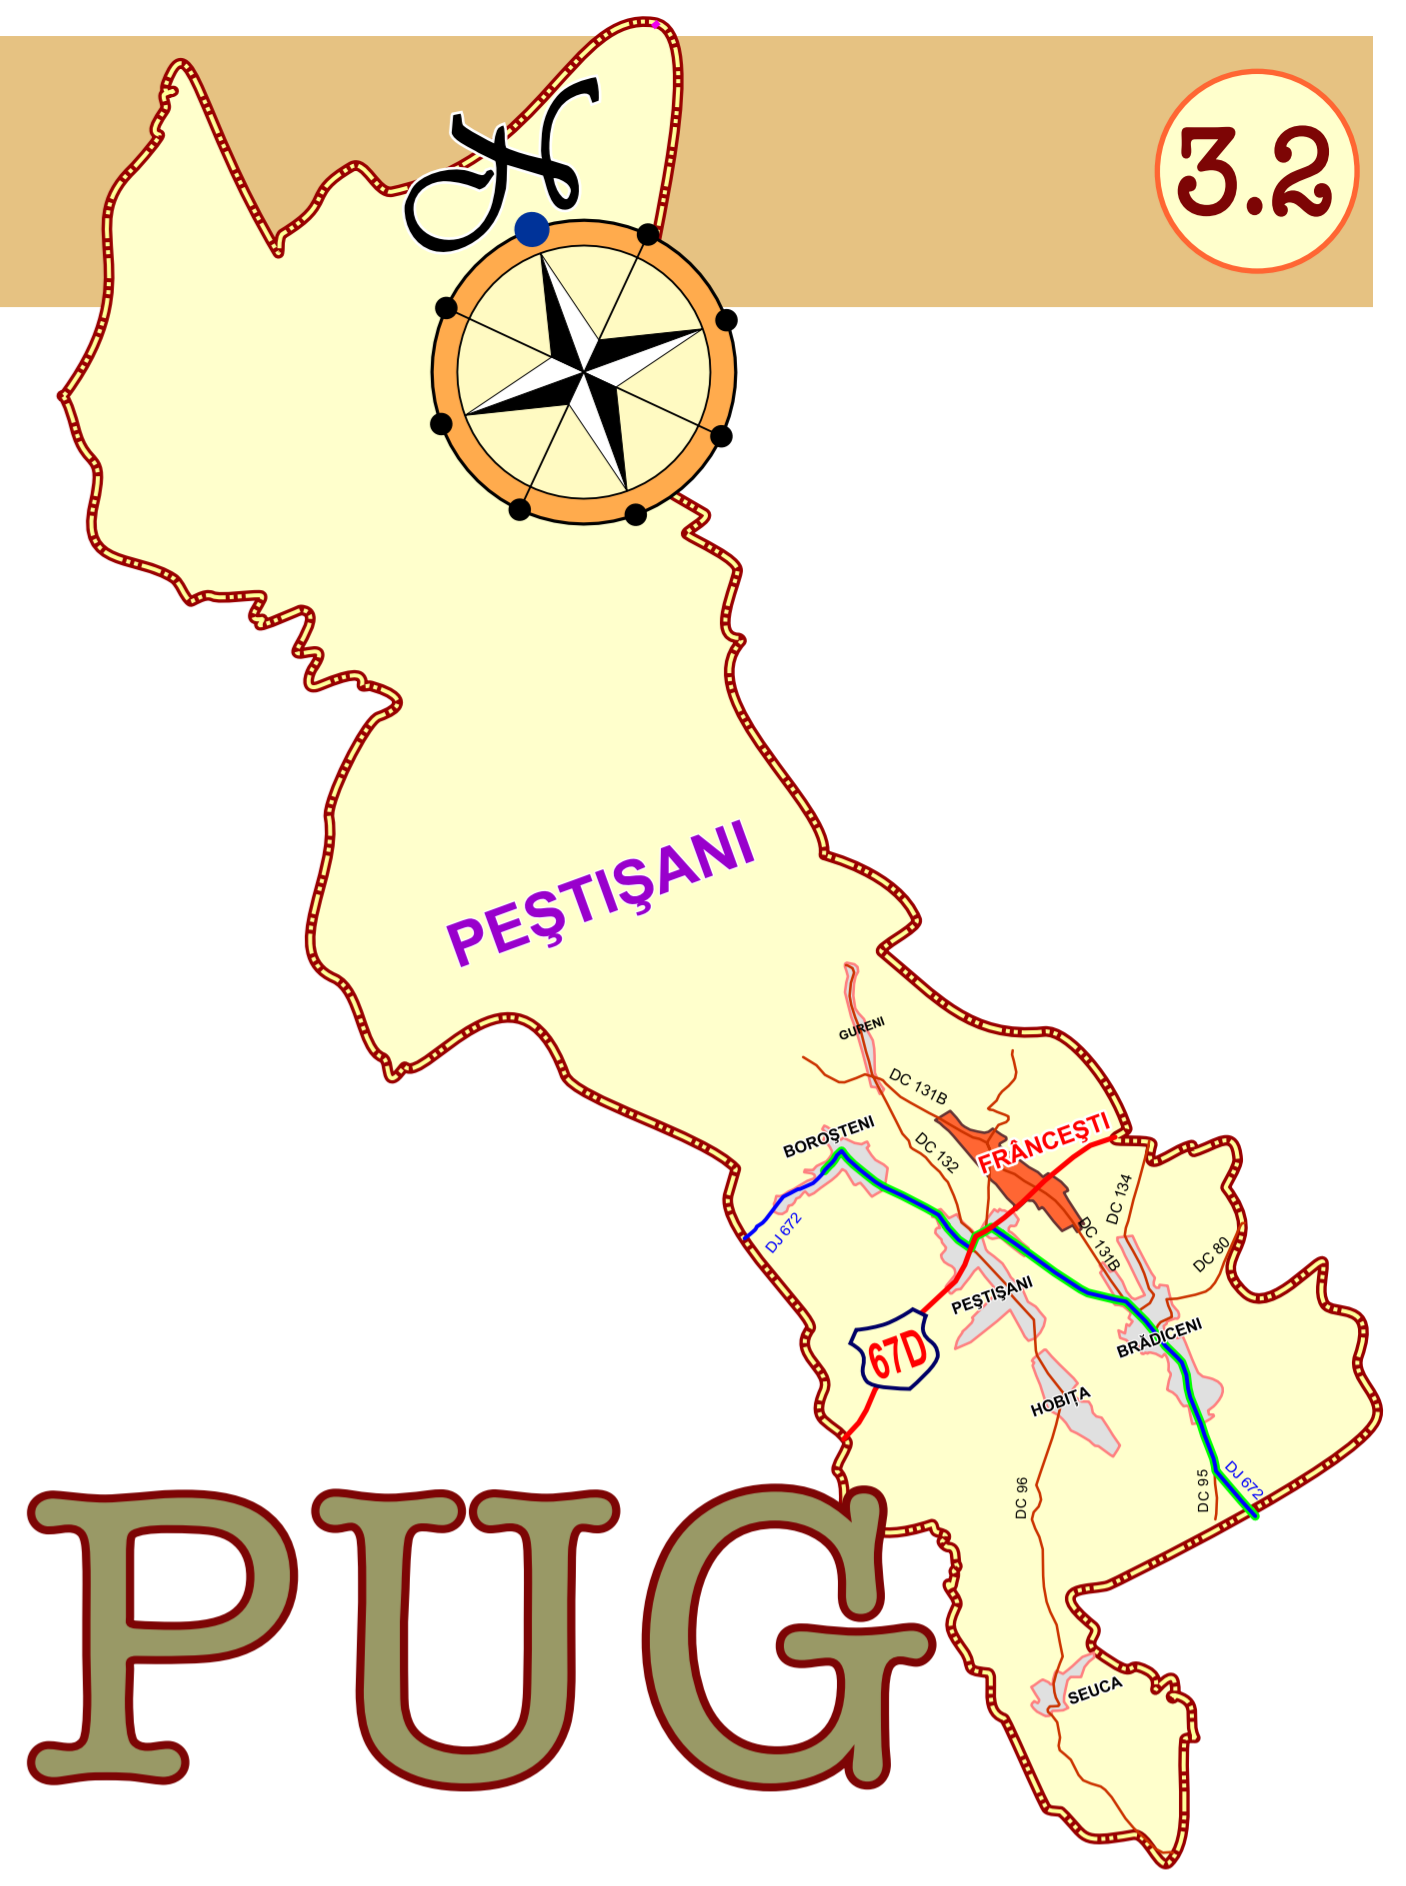 N
3.2
PEŞTIŞANI
GURENI
DC 131B
BOROŞTENI
DC 132
FRÂNCEŞTI
DC 134
DJ 672
DC 131B
DC 80
PEŞTIŞANI
BRĂDICENI
67D
HOBIȚA
DC 96
DC 95
DJ 672
PUG
SEUCA